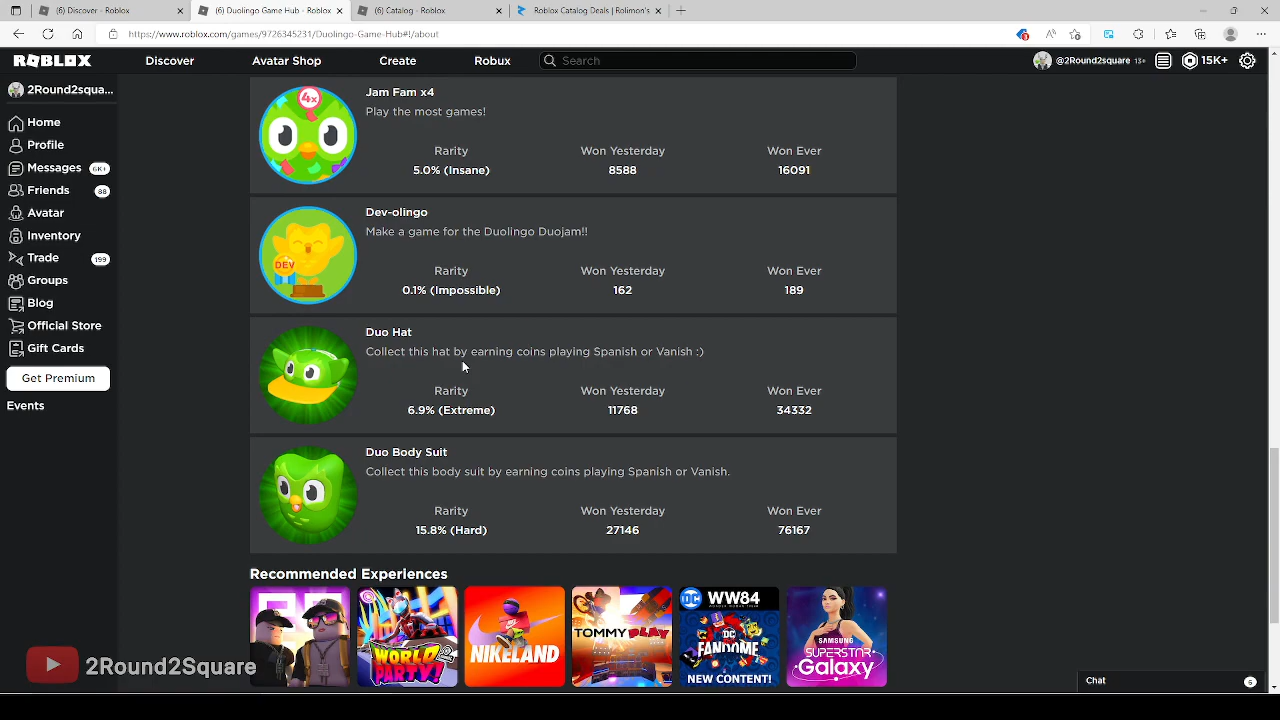 (6) Discover - Roblox
(6) Duolingo Game Hub - Roblox
(6) Catalog - Roblox
Roblox Catalog Deals | Rolimon's
https://www.roblox.com/games/9726345231/Duolingo-Game-Hub#!/about
3
ROBLOX
Discover
Avatar Shop
Create
Robux
Search
@2Round2square 13+
15K+
2Round2squa...
Home
Profile
Messages 6K+
Friends 88
Avatar
Inventory
Trade 199
Groups
Blog
Official Store
Gift Cards
Get Premium
Events
4x
Jam Fam x4
Play the most games!
Rarity Won Yesterday Won Ever
5.0% (Insane) 8588 16091
DEV
Dev-olingo
Make a game for the Duolingo Duojam!!
Rarity Won Yesterday Won Ever
0.1% (Impossible) 162 189
Duo Hat
Collect this hat by earning coins playing Spanish or Vanish :)
Rarity Won Yesterday Won Ever
6.9% (Extreme) 11768 34332
Duo Body Suit
Collect this body suit by earning coins playing Spanish or Vanish.
Rarity Won Yesterday Won Ever
15.8% (Hard) 27146 76167
Recommended Experiences
WORLD
PARTY!
NIKELAND
TOMMY PLAY
DC WW84
DC
FANDOME
NEW CONTENT!
SAMSUNG
SUPERSTAR
Galaxy
2Round2Square
Chat 6